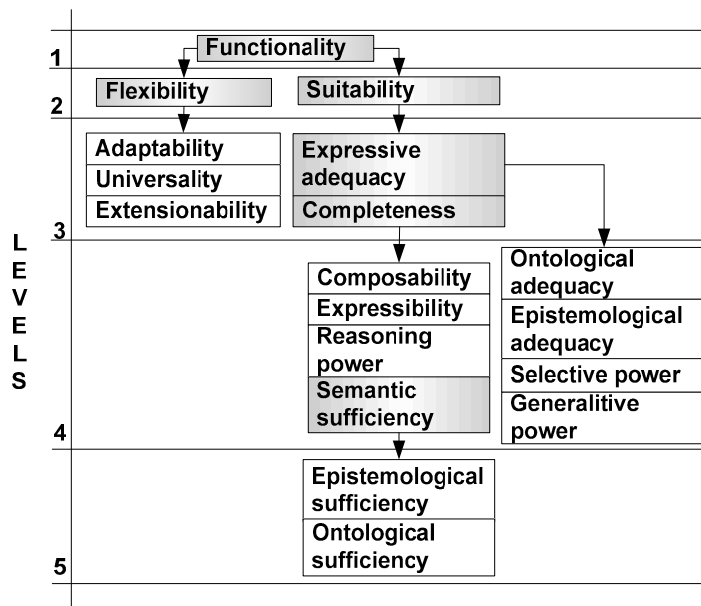 Functionality
1
Flexibility
Suitability
2
Adaptability
Universality
Extensionability
Expressive
adequacy
Completeness
3
LEVELS
Composability
Expressibility
Reasoning
power
Semantic
sufficiency
Ontological
adequacy
Epistemological
adequacy
Selective power
Generalitive
power
4
Epistemological
sufficiency
Ontological
sufficiency
5